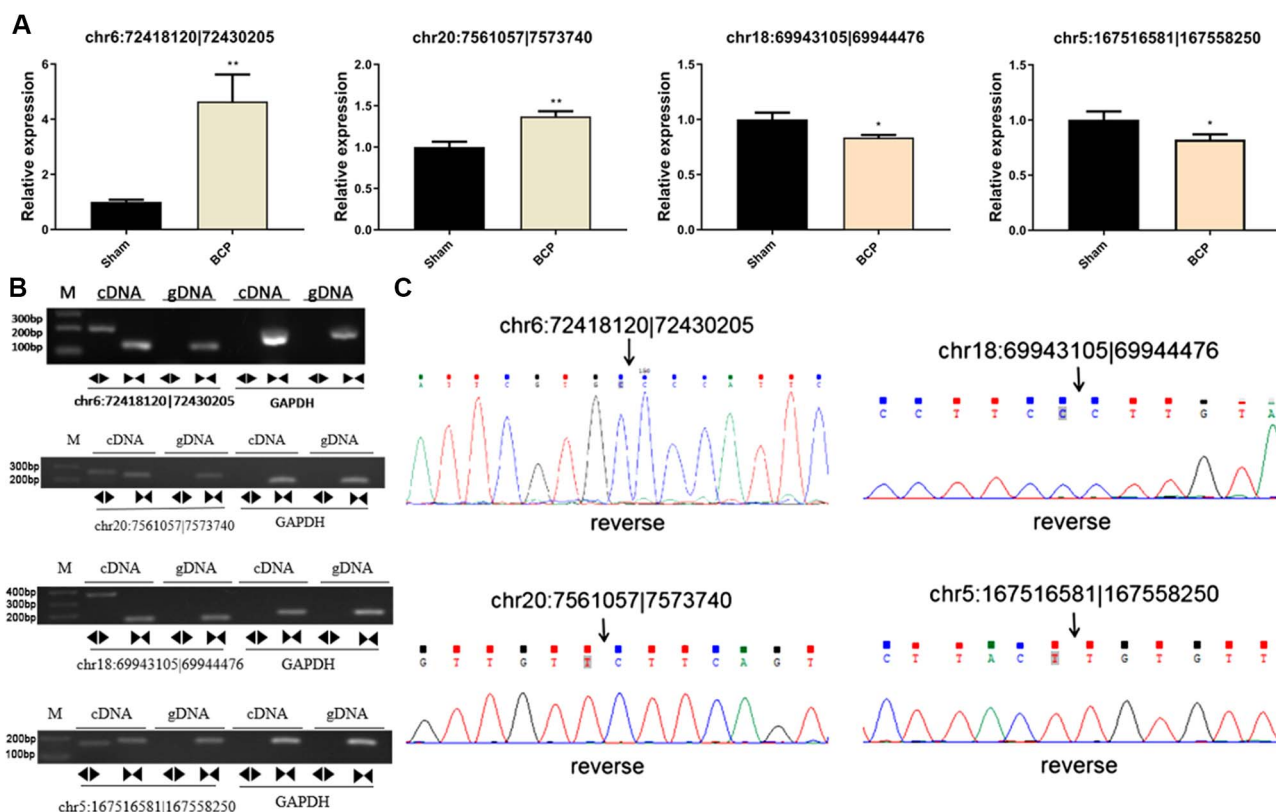 A
chr6:72418120|72430205
chr20:7561057|7573740
chr18:69943105|69944476
chr5:167516581|167558250
Relative expression
6
4
2
0
Sham
BCP
**
Relative expression
2.0
1.5
1.0
0.5
0.0
Sham
BCP
**
Relative expression
1.5
1.0
0.5
0.0
Sham
BCP
*
Relative expression
1.5
1.0
0.5
0.0
Sham
BCP
*
B
M cDNA gDNA cDNA gDNA
300bp
200bp
100bp
chr6:72418120|72430205 GAPDH
M cDNA gDNA cDNA gDNA
300bp
200bp
chr20:7561057|7573740 GAPDH
M cDNA gDNA cDNA gDNA
400bp
300bp
200bp
chr18:69943105|69944476 GAPDH
M cDNA gDNA cDNA gDNA
200bp
100bp
chr5:167516581|167558250 GAPDH
C
chr6:72418120|72430205
A T T C G T G C C C C A T T C
reverse
chr18:69943105|69944476
C C T T C C C T T G T A
reverse
chr20:7561057|7573740
G T T G T T C T T C A G T
reverse
chr5:167516581|167558250
C T T A C T T G T G T T
reverse